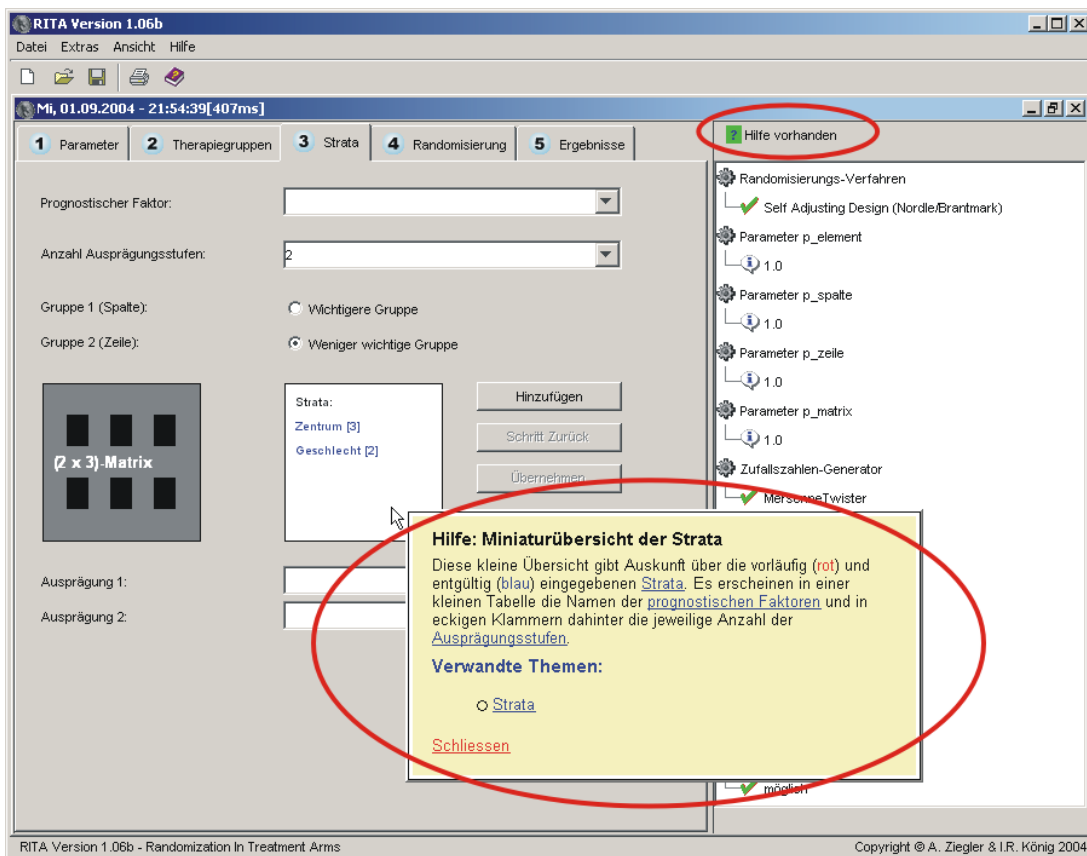 RITA Version 1.06b
Datei Extras Ansicht Hilfe
Mi, 01.09.2004 - 21:54:39[407ms]
1 Parameter
2 Therapiegruppen
3 Strata
4 Randomisierung
5 Ergebnisse
Prognostischer Faktor:
Anzahl Ausprägungsstufen:
2
Gruppe 1 (Spalte):
Wichtigere Gruppe
Gruppe 2 (Zeile):
Weniger wichtige Gruppe
(2 x 3)-Matrix
Strata:
Zentrum [3]
Geschlecht [2]
Hinzufügen
Schritt Zurück
Übernehmen
Ausprägung 1:
Ausprägung 2:
? Hilfe vorhanden
Randomisierungs-Verfahren
Self Adjusting Design (Nordle/Brantmark)
Parameter p_element
1.0
Parameter p_spalte
1.0
Parameter p_zeile
1.0
Parameter p_matrix
1.0
Zufallszahlen-Generator
MersenneTwister
Hilfe: Miniaturübersicht der Strata
Diese kleine Übersicht gibt Auskunft über die vorläufig (rot) und
entgültig (blau) eingegebenen Strata. Es erscheinen in einer
kleinen Tabelle die Namen der prognostischen Faktoren und in
eckigen Klammern dahinter die jeweilige Anzahl der
Ausprägungsstufen.
Verwandte Themen:
Strata
Schliessen
möglich
RITA Version 1.06b - Randomization In Treatment Arms
Copyright © A. Ziegler & I.R. König 2004